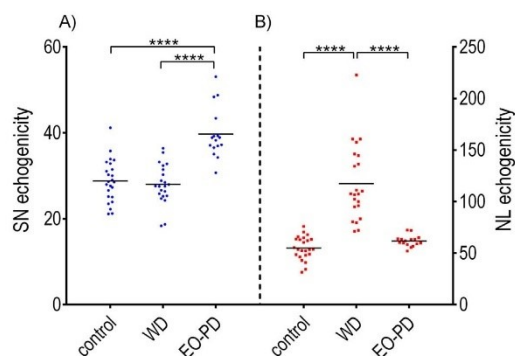 A)
B)
****
****
****
****
SN echogenicity
60
40
20
0
250
200
150
100
50
0
NL echogenicity
control
WD
EO-PD
control
WD
EO-PD